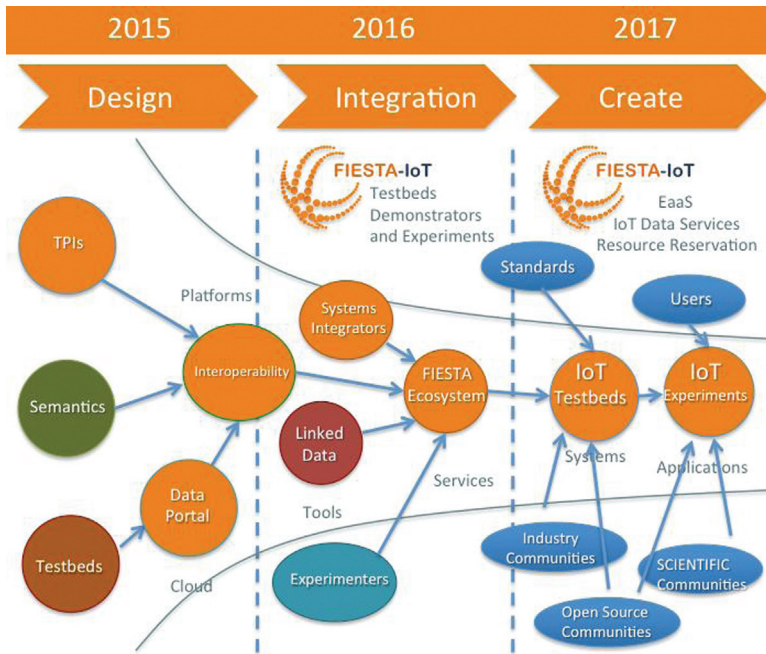 2015
2016
2017
Design
Integration
Create
FIESTA-IoT
Testbeds
Demonstrators
and Experiments
FIESTA-IoT
EaaS
IoT Data Services
Resource Reservation
TPIs
Standards
Platforms
Users
Systems
Integrators
Interoperability
FIESTA
Ecosystem
IoT
Testbeds
IoT
Experiments
Semantics
Linked
Data
Systems
Applications
Services
Data
Portal
Tools
Testbeds
Industry
Communities
SCIENTIFIC
Communities
Cloud
Experimenters
Open Source
Communities